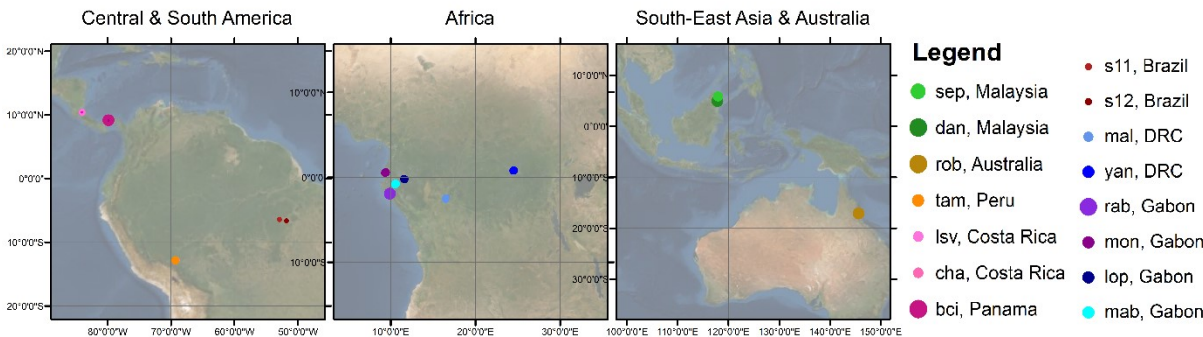 Central & South America
Africa
South-East Asia & Australia
20°0'0"N
10°0'0"N
0°0'0"
10°0'0"S
20°0'0"S
80°0'0"W
70°0'0"W
60°0'0"W
50°0'0"W
10°0'0"N
0°0'0"
10°0'0"S
10°0'0"E
20°0'0"E
30°0'0"E
10°0'0"N
0°0'0"
10°0'0"S
20°0'0"S
30°0'0"S
100°0'0"E
110°0'0"E
120°0'0"E
130°0'0"E
140°0'0"E
150°0'0"E
Legend
sep, Malaysia
dan, Malaysia
rob, Australia
tam, Peru
lsv, Costa Rica
cha, Costa Rica
bci, Panama
s11, Brazil
s12, Brazil
mal, DRC
yan, DRC
rab, Gabon
mon, Gabon
lop, Gabon
mab, Gabon